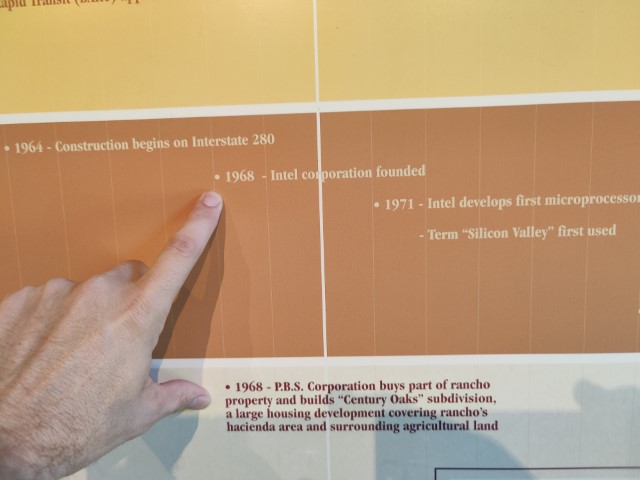 Rapid Transit
• 1964 - Construction begins on Interstate 280
• 1968 - Intel corporation founded
• 1971 - Intel develops first microprocessor
- Term “Silicon Valley” first used
• 1968 - P.B.S. Corporation buys part of rancho
property and builds “Century Oaks” subdivision,
a large housing development covering rancho's
hacienda area and surrounding agricultural land